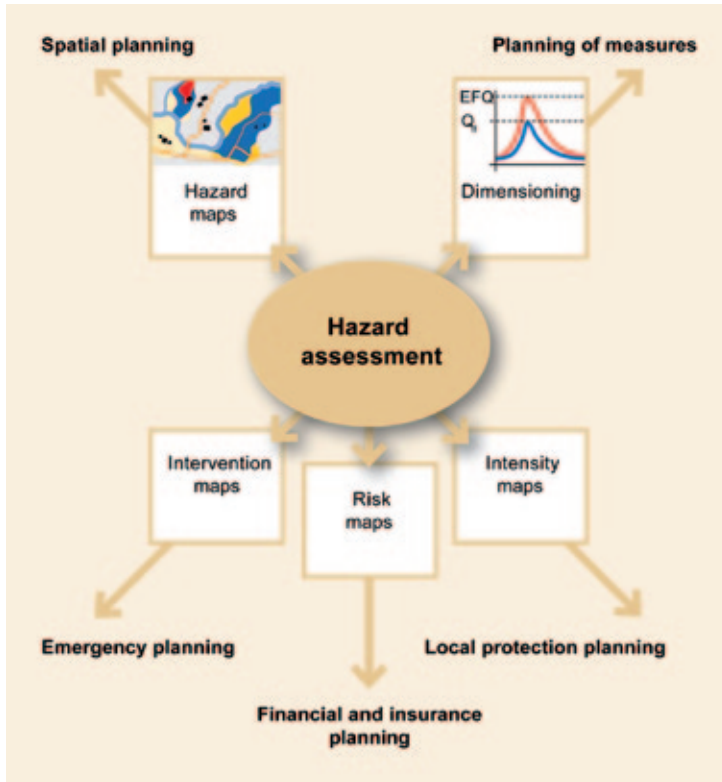 Spatial planning
Planning of measures
EFQ
Hazard
maps
Dimensioning
Hazard
assessment
Intervention
maps
Risk
maps
Intensity
maps
Emergency planning
Local protection planning
Financial and insurance
planning